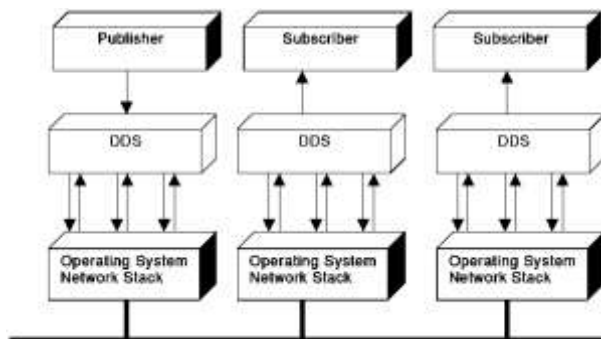 Publisher
Subscriber
Subscriber
DDS
DDS
DDS
Operating System
Network Stack
Operating System
Network Stack
Operating System
Network Stack